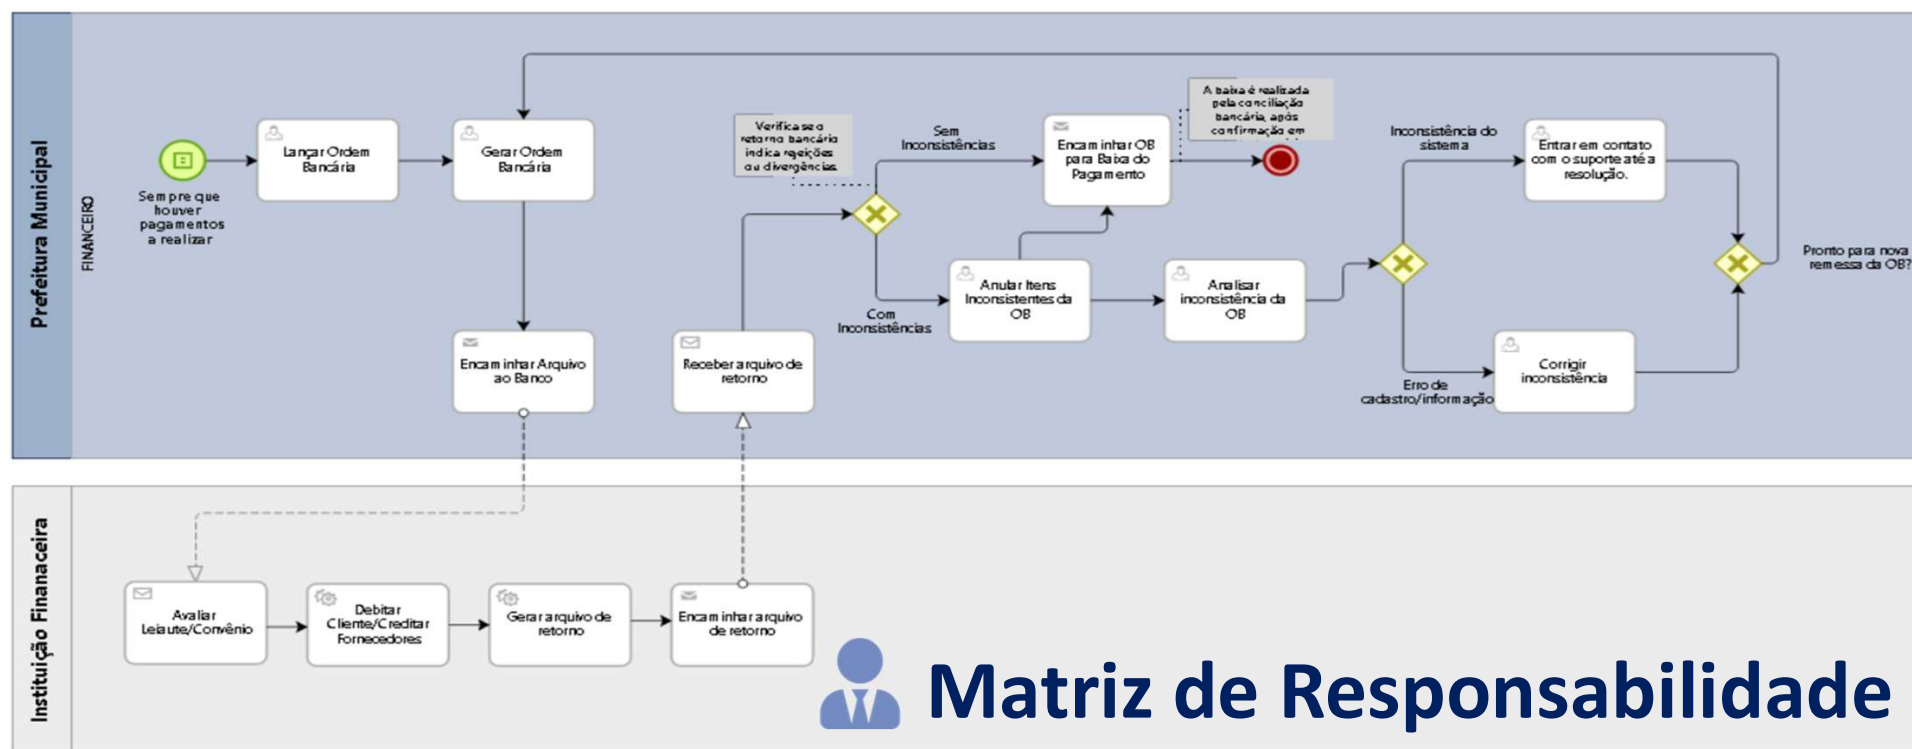 Prefeitura Municipal
FINANCEIRO
Sempre que
houver
pagamentos
a realizar
Lançar Ordem
Bancária
Gerar Ordem
Bancária
Encaminhar Arquivo
ao Banco
Receber arquivo de
retorno
Verifica se o
retorno bancário
indica rejeições
ou divergências
Sem
Inconsistências
Com
Inconsistências
Encaminhar OB
para Baixa do
Pagamento
A baixa é realizada
pela conciliação
bancária, após
confirmação em
Anular Itens
Inconsistentes da
OB
Analisar
inconsistência da
OB
Inconsistência do
sistema
Entrar em contato
com o suporte até a
resolução.
Erro de
cadastro/informação
Corrigir
inconsistência
Pronto para nova
remessa da OB?
Instituição Finanaceira
Avaliar
Leiaute/Convênio
Debitar
Cliente/Creditar
Fornecedores
Gerar arquivo de
retorno
Encaminhar arquivo
de retorno
Matriz de Responsabilidade